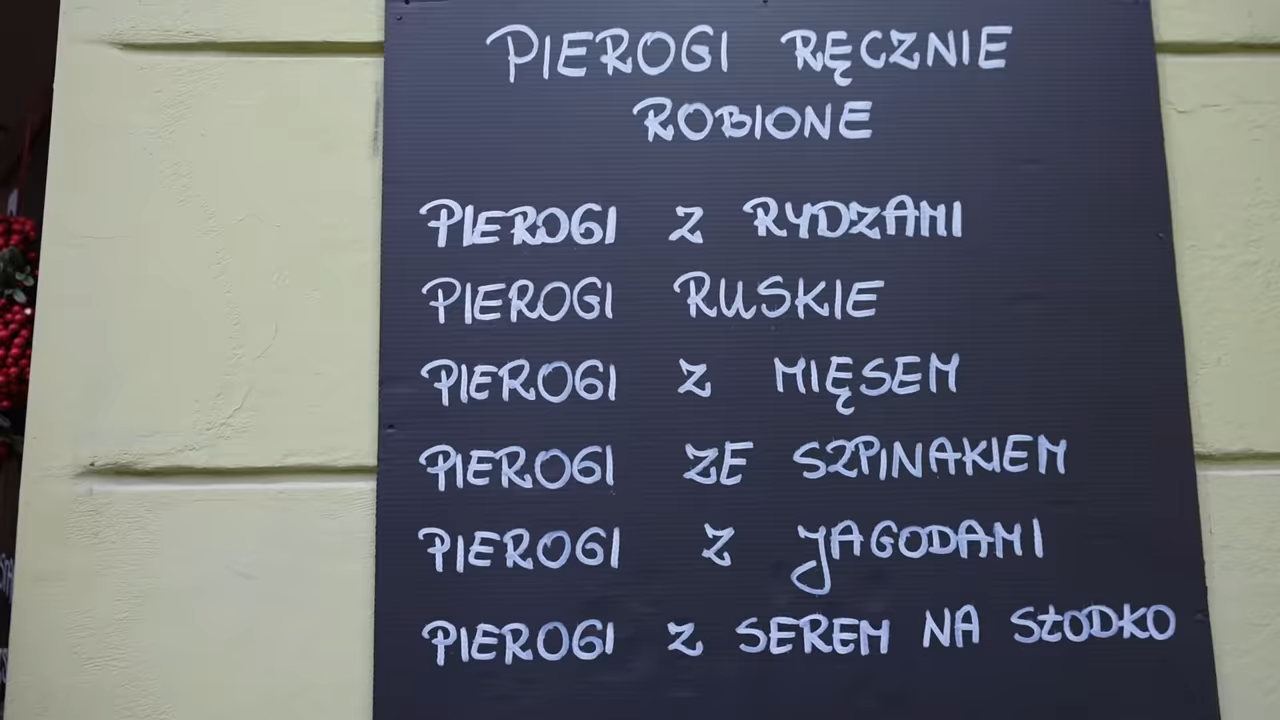 PIEROGI RĘCZNIE
ROBIONE
PIEROGI Z RYDZAMI
PIEROGI RUSKIE
PIEROGI Z MIĘSEM
PIEROGI ZE SZPINAKIEM
PIEROGI Z JAGODAMI
PIEROGI Z SEREM NA SŁODKO